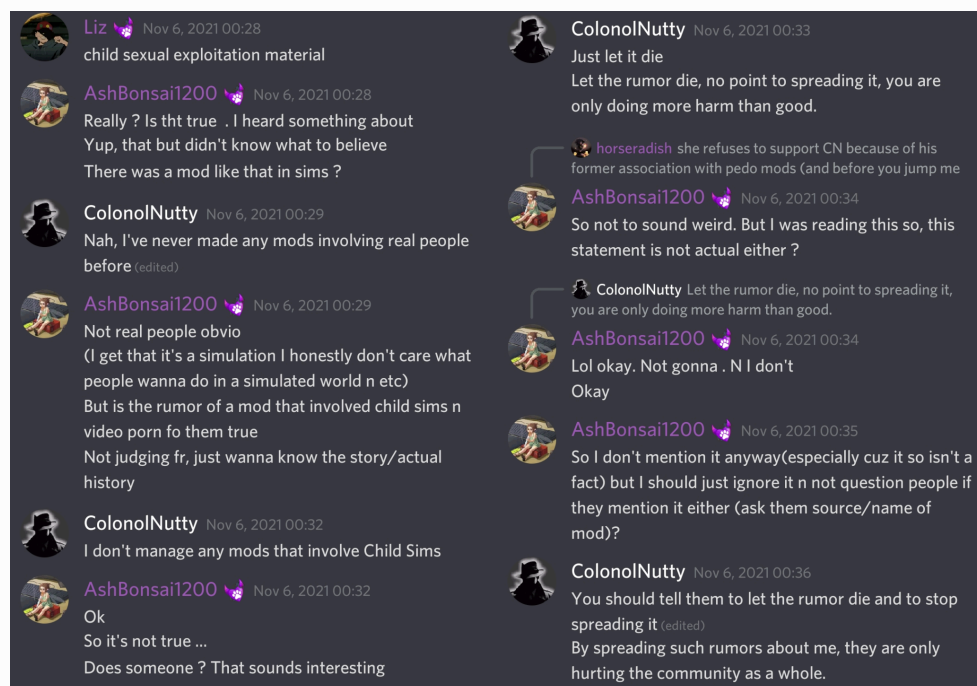 Liz Nov 6, 2021 00:28
child sexual exploitation material
AshBonsai1200 Nov 6, 2021 00:28
Really ? Is tht true . I heard something about
Yup, that but didn't know what to believe
There was a mod like that in sims ?
ColonolNutty Nov 6, 2021 00:29
Nah, I've never made any mods involving real people
before (edited)
AshBonsai1200 Nov 6, 2021 00:29
Not real people obvio
(I get that it's a simulation I honestly don't care what
people wanna do in a simulated world n etc)
But is the rumor of a mod that involved child sims n
video porn fo them true
Not judging fr, just wanna know the story/actual
history
ColonolNutty Nov 6, 2021 00:32
I don't manage any mods that involve Child Sims
AshBonsai1200 Nov 6, 2021 00:32
Ok
So it's not true ...
Does someone ? That sounds interesting
ColonolNutty Nov 6, 2021 00:33
Just let it die
Let the rumor die, no point to spreading it, you are
only doing more harm than good.
horseradish she refuses to support CN because of his
former association with pedo mods (and before you jump me
AshBonsai1200 Nov 6, 2021 00:34
So not to sound weird. But I was reading this so, this
statement is not actual either ?
ColonolNutty Let the rumor die, no point to spreading it,
you are only doing more harm than good.
AshBonsai1200 Nov 6, 2021 00:34
Lol okay. Not gonna . N I don't
Okay
AshBonsai1200 Nov 6, 2021 00:35
So I don't mention it anyway(especially cuz it so isn't a
fact) but I should just ignore it n not question people if
they mention it either (ask them source/name of
mod)?
ColonolNutty Nov 6, 2021 00:36
You should tell them to let the rumor die and to stop
spreading it (edited)
By spreading such rumors about me, they are only
hurting the community as a whole.